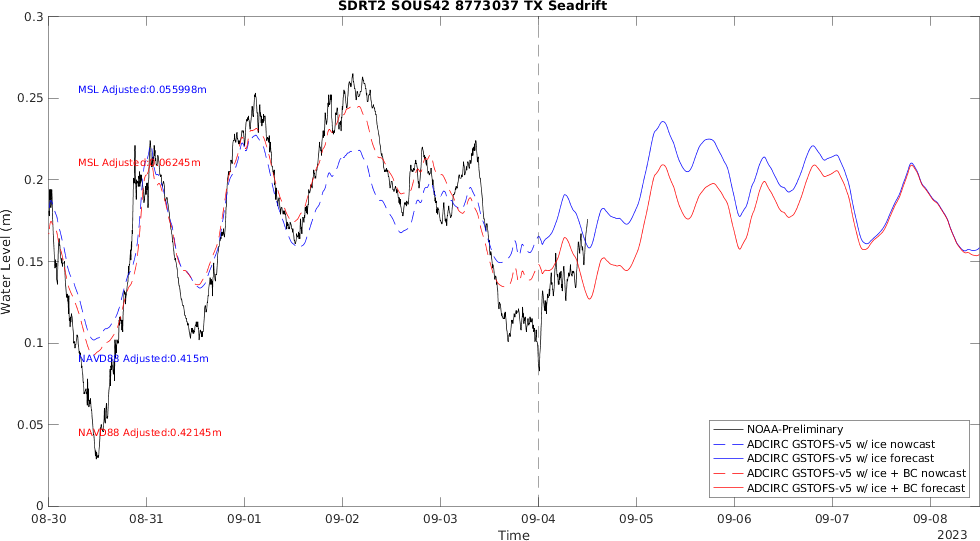 SDRT2 SOUS42 8773037 TX Seadrift
0.3
0.25
0.2
0.15
0.1
0.05
0
Water Level (m)
MSL Adjusted:0.055998m
MSL Adjusted:0.06245m
NAVD88 Adjusted:0.415m
NAVD88 Adjusted:0.42145m
NOAA-Preliminary
ADCIRC GSTOFS-v5 w/ ice nowcast
ADCIRC GSTOFS-v5 w/ ice forecast
ADCIRC GSTOFS-v5 w/ ice + BC nowcast
ADCIRC GSTOFS-v5 w/ ice + BC forecast
08-30 08-31 09-01 09-02 09-03 09-04 09-05 09-06 09-07 09-08
Time
2023